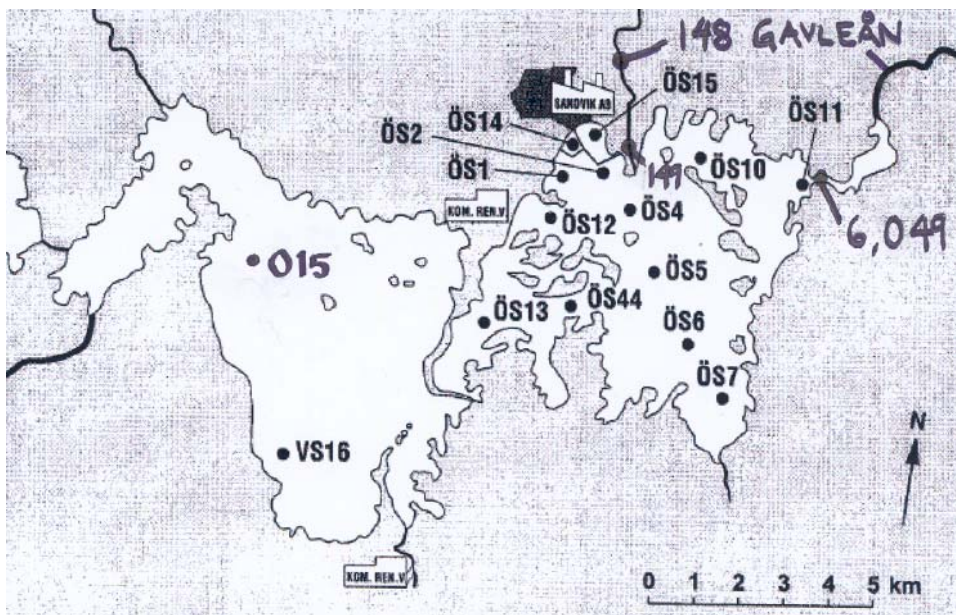 148 GAVLEÅN
SANDVIK AB
ÖS15
ÖS14
ÖS11
ÖS2
ÖS1
149
ÖS10
KOM. REN.V
ÖS12
ÖS4
6,049
015
ÖS5
ÖS13
ÖS44
ÖS6
ÖS7
VS16
N
KOM. REN.V
0 1 2 3 4 5 km